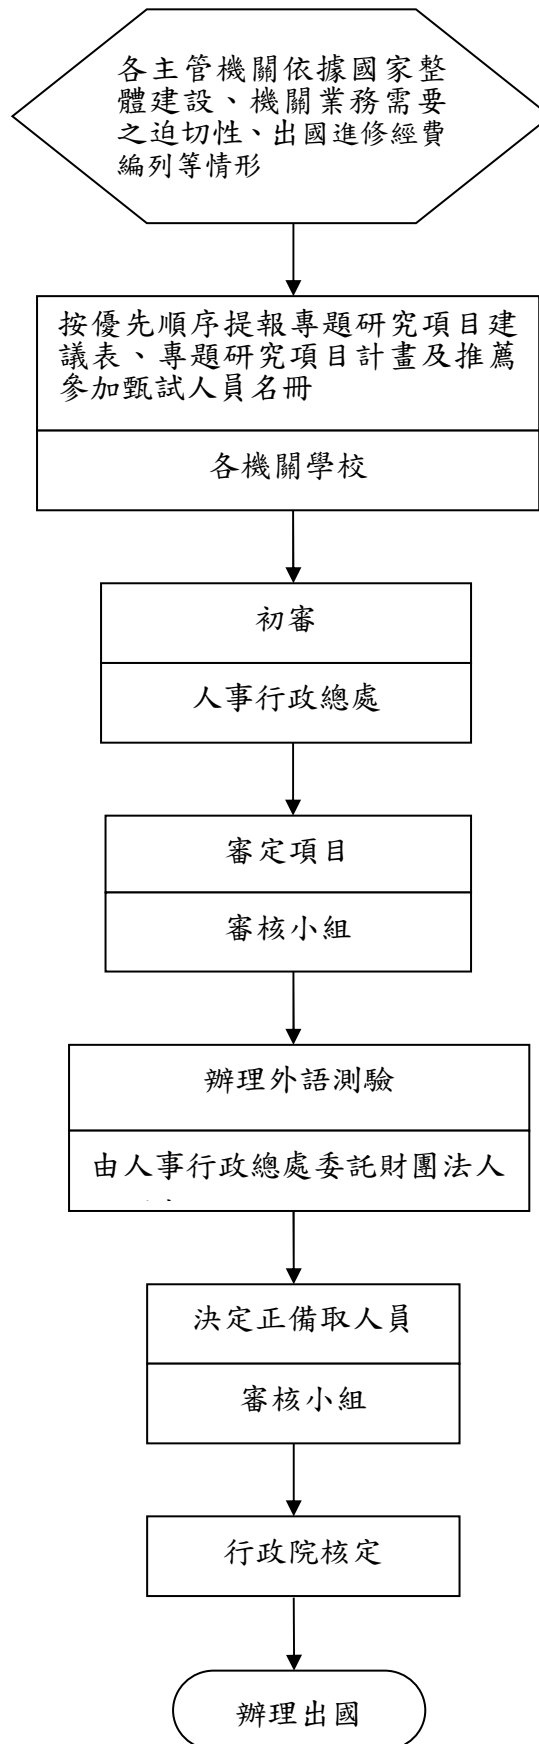 各主管機關依據國家整
體建設、機關業務需要
之迫切性、出國進修經費
編列等情形
按優先順序提報專題研究項目建
議表、專題研究項目計畫及推薦
參加甄試人員名冊
各機關學校
初審
人事行政總處
審定項目
審核小組
辦理外語測驗
由人事行政總處委託財團法人
決定正備取人員
審核小組
行政院核定
辦理出國